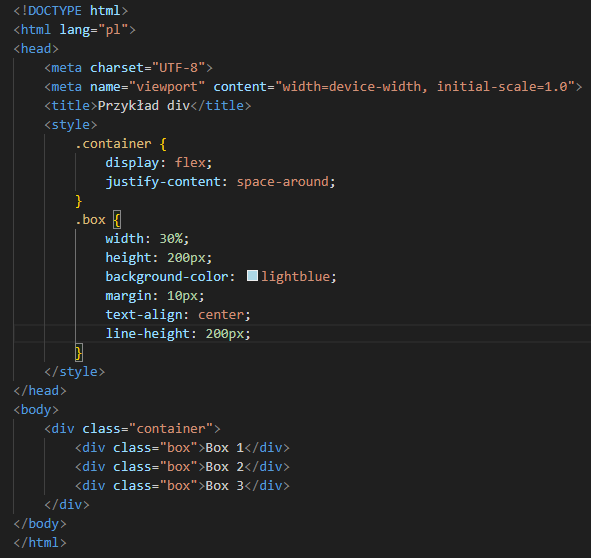 <!DOCTYPE html>
<html lang="pl">
<head>
    <meta charset="UTF-8">
    <meta name="viewport" content="width=device-width, initial-scale=1.0">
    <title>Przykład div</title>
    <style>
        .container {
            display: flex;
            justify-content: space-around;
        }
        .box {
            width: 30%;
            height: 200px;
            background-color: lightblue;
            margin: 10px;
            text-align: center;
            line-height: 200px;
        }
    </style>
</head>
<body>
    <div class="container">
        <div class="box">Box 1</div>
        <div class="box">Box 2</div>
        <div class="box">Box 3</div>
    </div>
</body>
</html>